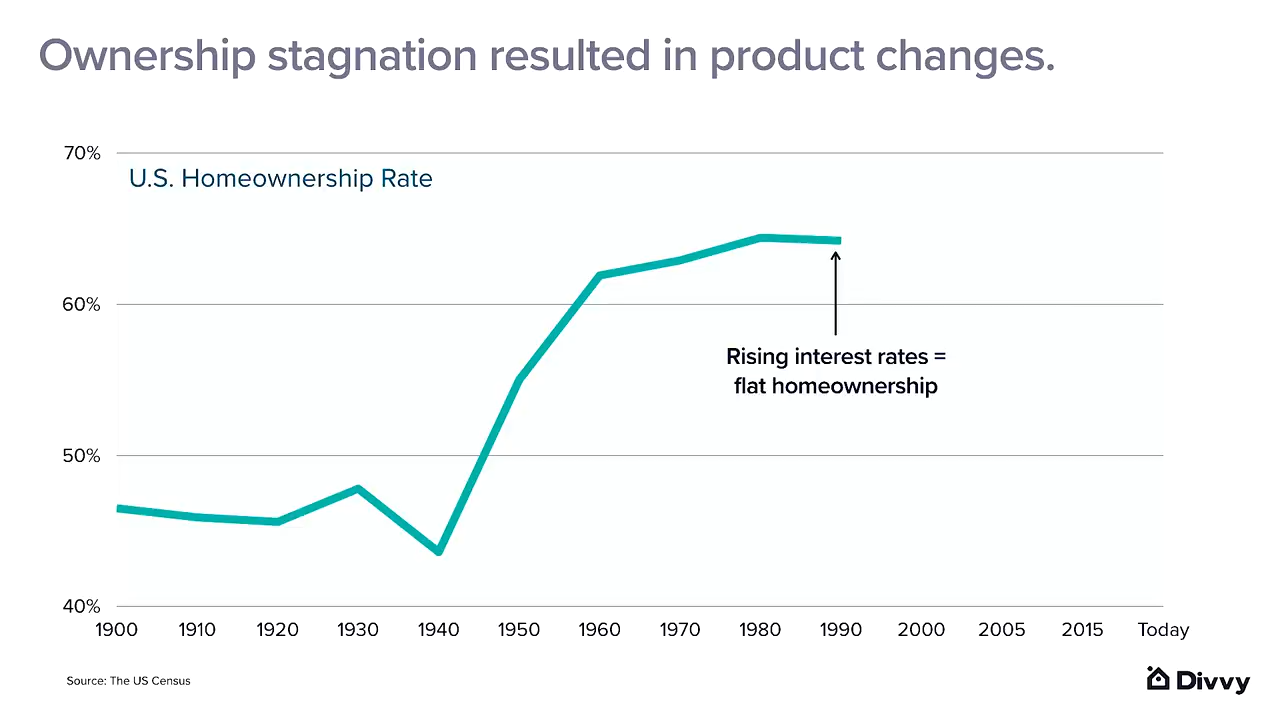 Ownership stagnation resulted in product changes.
70%
U.S. Homeownership Rate
60%
Rising interest rates =
flat homeownership
50%
40%
1900 1910 1920 1930 1940 1950 1960 1970 1980 1990 2000 2005 2015 Today
Source: The US Census
Divvy